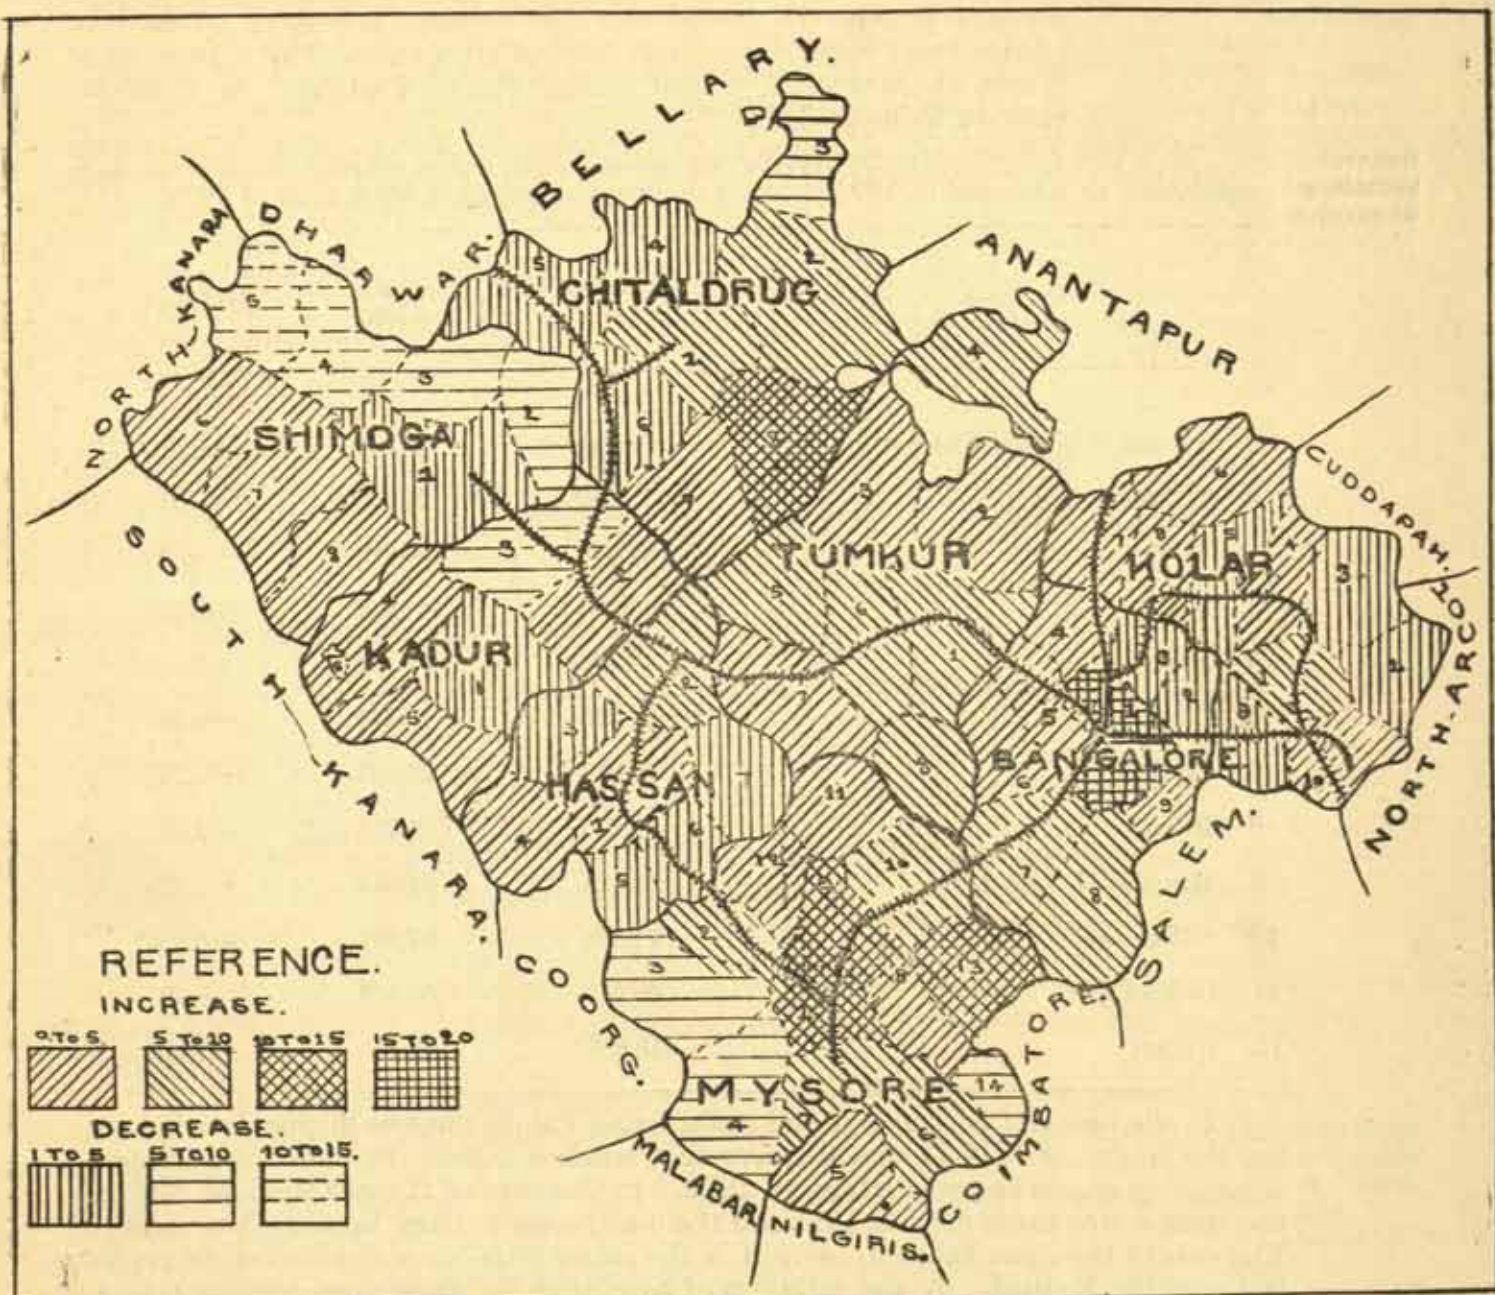 BELLARY.
DHARWAR.
NORTH-KANARA
ANANTAPUR
CHITALDRUG
SHIMOGA
TUMKUR
KOLAR
CUDDAPAH.
NORTH-ARCOT
SOUTH-KANARA.
KADUR
HASSAN
BANGALORE
SALEM.
COORG.
MYSORE
COIMBATORE.
MALABAR
NILGIRIS.
REFERENCE.
INCREASE.
0 TO 5 5 TO 10 10 TO 15 15 TO 20
DECREASE.
1 TO 5 5 TO 10 10 TO 15.